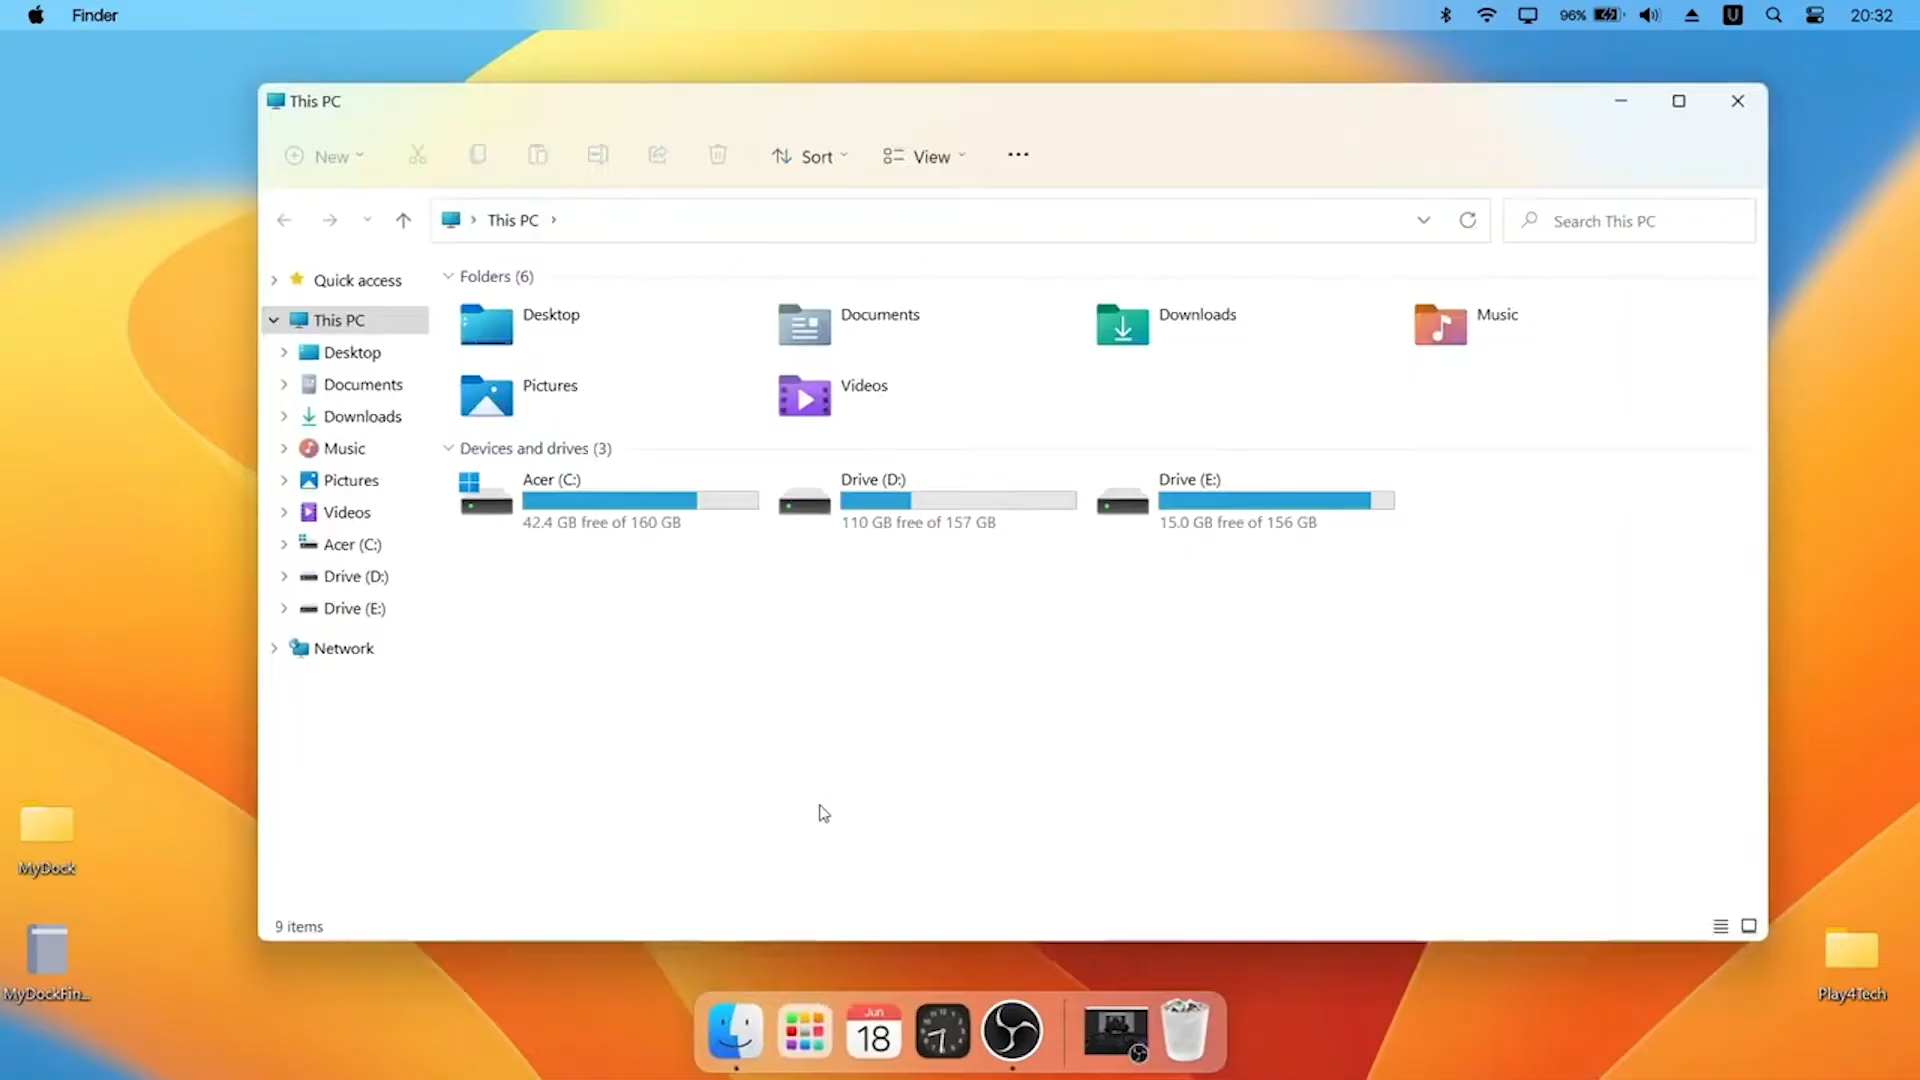 Finder
96%
20:32
This PC
New
Sort
View
This PC
Search This PC
Quick access
This PC
Desktop
Documents
Downloads
Music
Pictures
Videos
Acer (C:)
Drive (D:)
Drive (E:)
Network
Folders (6)
Desktop
Documents
Downloads
Music
Pictures
Videos
Devices and drives (3)
Acer (C:)
42.4 GB free of 160 GB
Drive (D:)
110 GB free of 157 GB
Drive (E:)
15.0 GB free of 156 GB
9 items
MyDock
MyDockFin...
Play4Tech
Jun
18
U